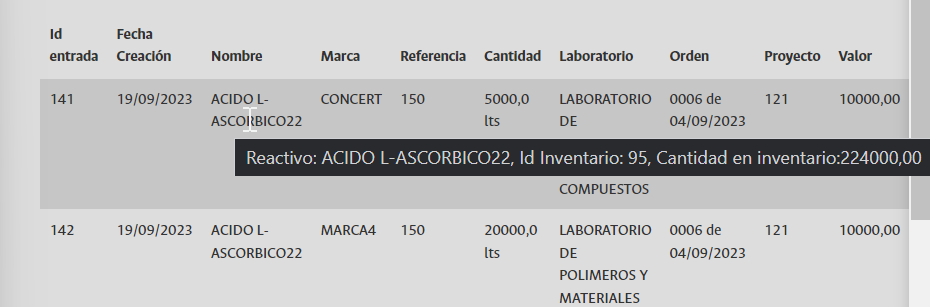 Id entrada Fecha Creación Nombre Marca Referencia Cantidad Laboratorio Orden Proyecto Valor
141 19/09/2023 ACIDO L- CONCERT 150 5000,0 LABORATORIO 0006 de 121 10000,00
ASCORBICO22 lts DE 04/09/2023
Reactivo: ACIDO L-ASCORBICO22, Id Inventario: 95, Cantidad en inventario:224000,00
COMPUESTOS
142 19/09/2023 ACIDO L- MARCA4 150 20000,0 LABORATORIO 0006 de 121 10000,00
ASCORBICO22 lts DE 04/09/2023
POLIMEROS Y
MATERIALES